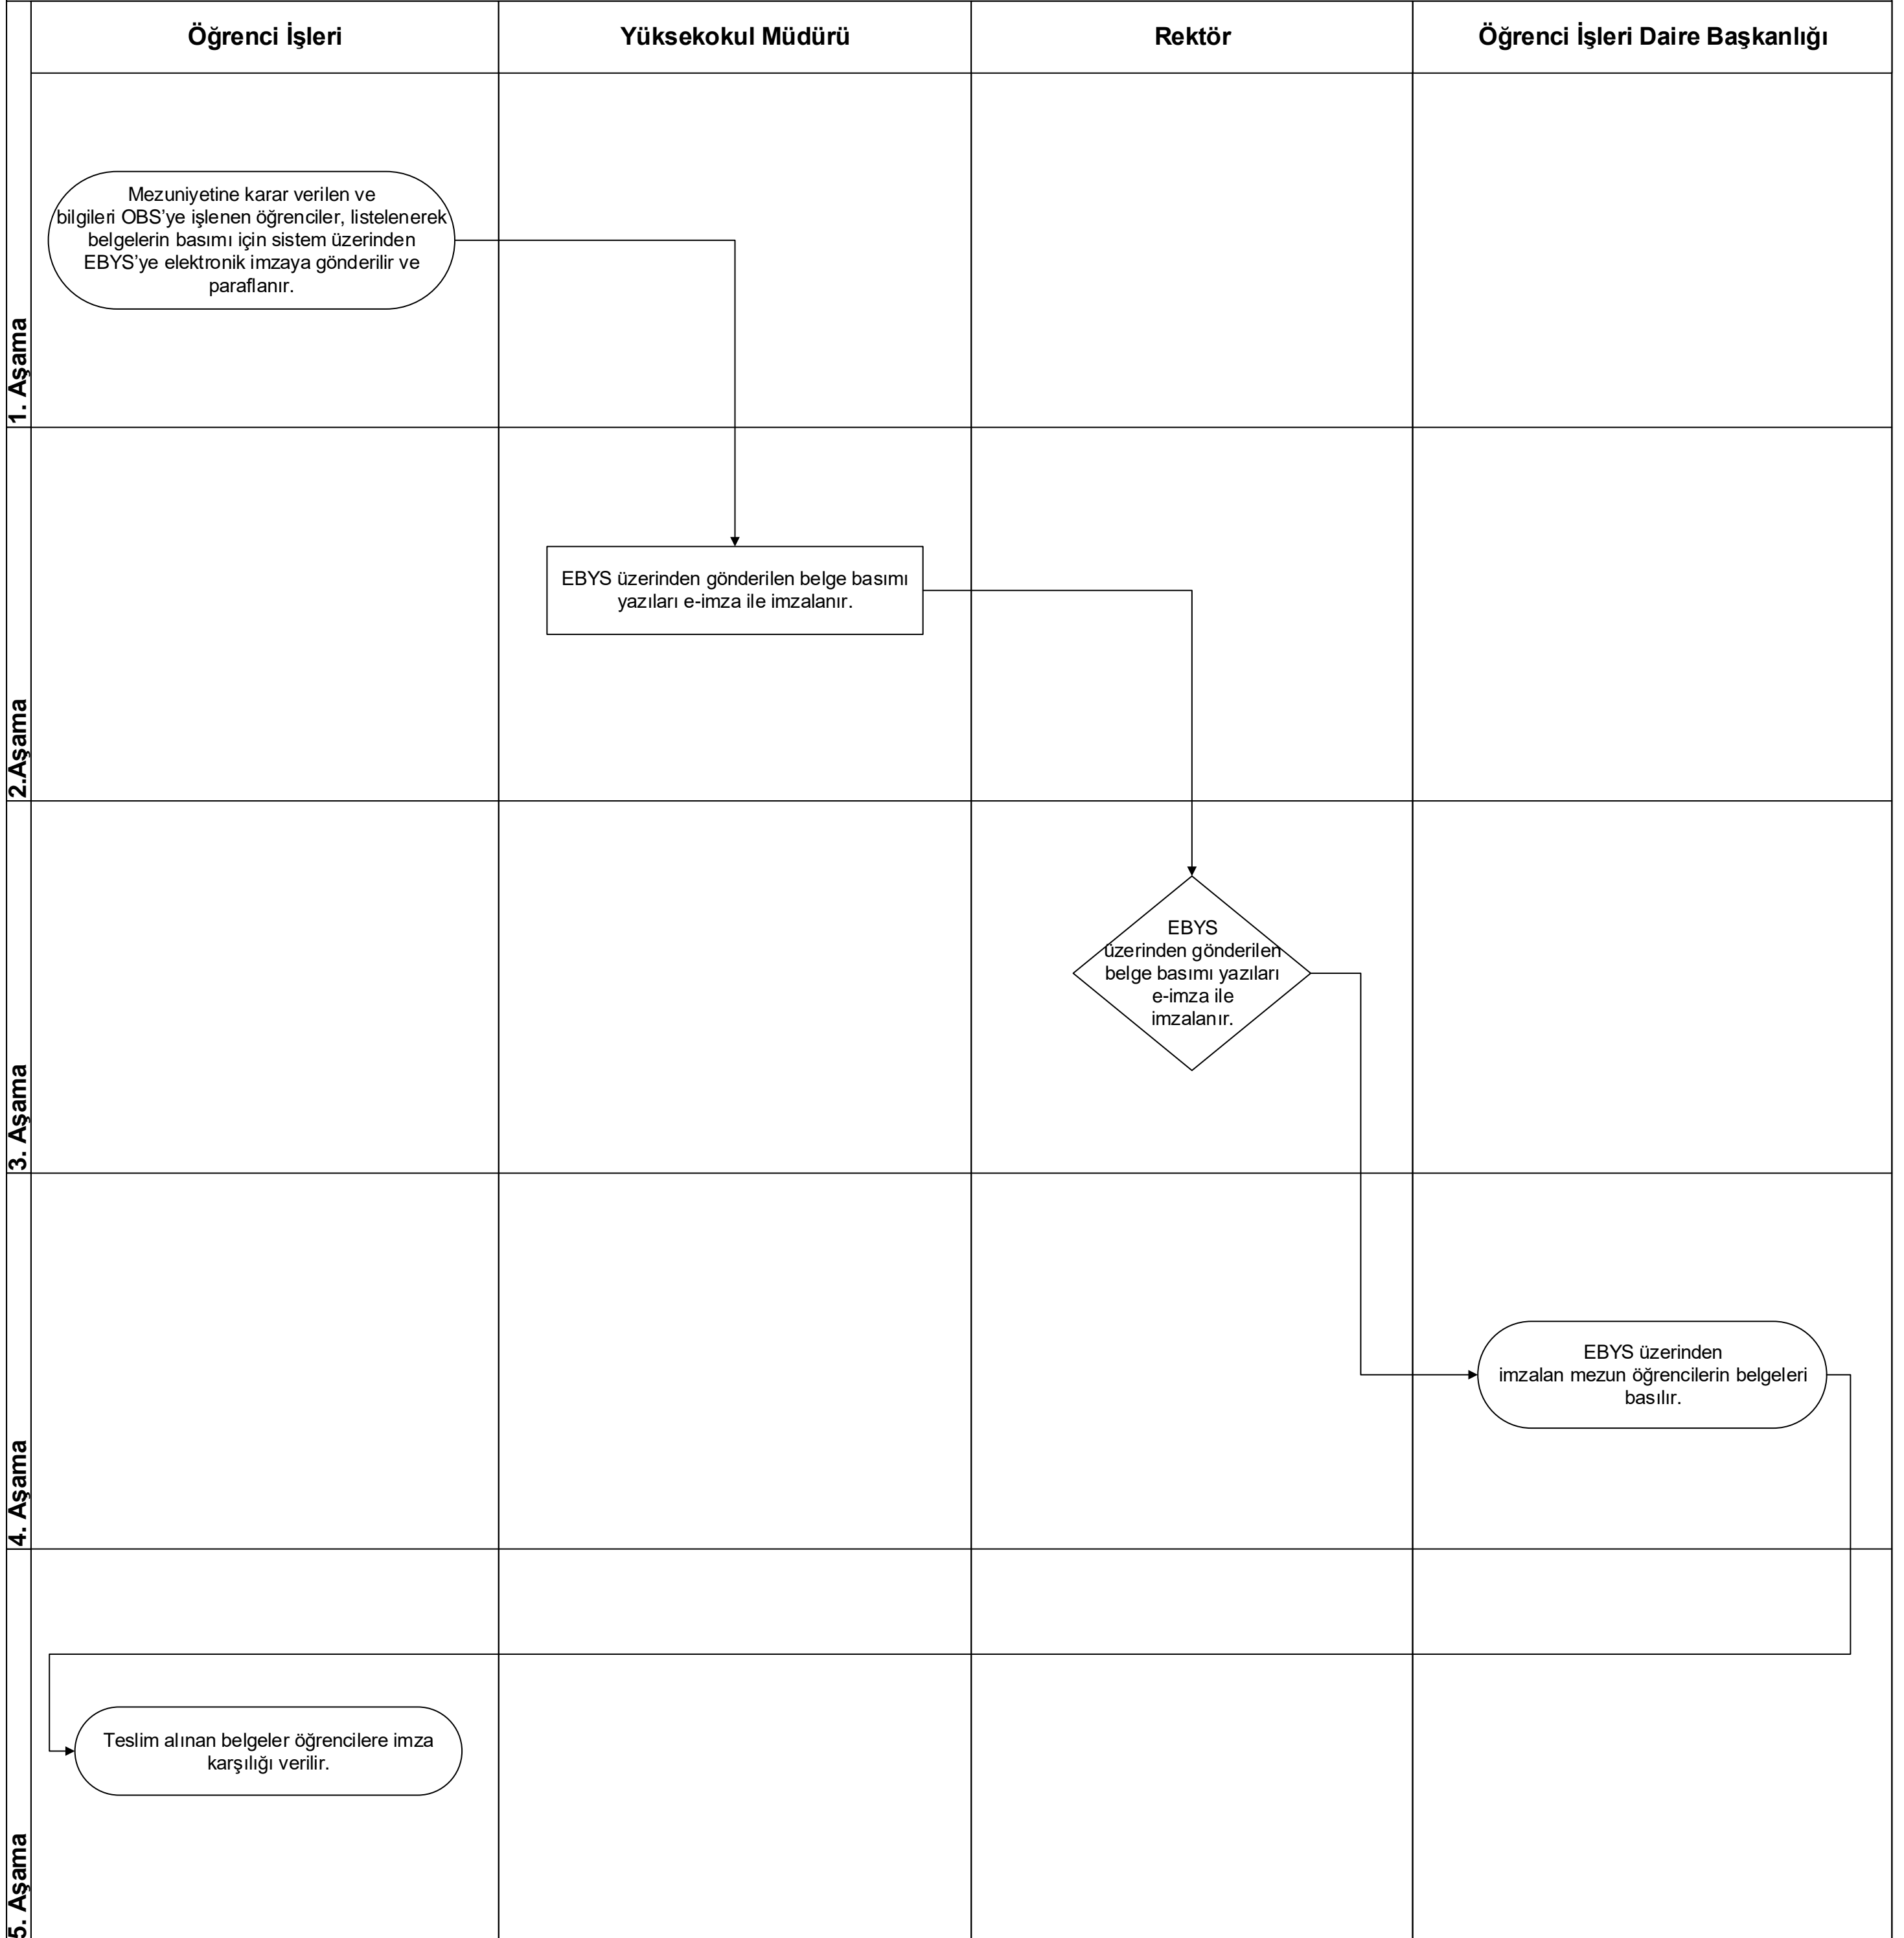 Öğrenci İşleri
Yüksekokul Müdürü
Rektör
Öğrenci İşleri Daire Başkanlığı
1. Aşama
Mezuniyetine karar verilen ve
bilgileri OBS’ye işlenen öğrenciler, listelenerek
belgelerin basımı için sistem üzerinden
EBYS’ye elektronik imzaya gönderilir ve
paraflanır.
2.Aşama
EBYS üzerinden gönderilen belge basımı
yazıları e-imza ile imzalanır.
3. Aşama
EBYS
üzerinden gönderilen
belge basımı yazıları
e-imza ile
imzalanır.
4. Aşama
EBYS üzerinden
imzalan mezun öğrencilerin belgeleri
basılır.
5. Aşama
Teslim alınan belgeler öğrencilere imza
karşılığı verilir.